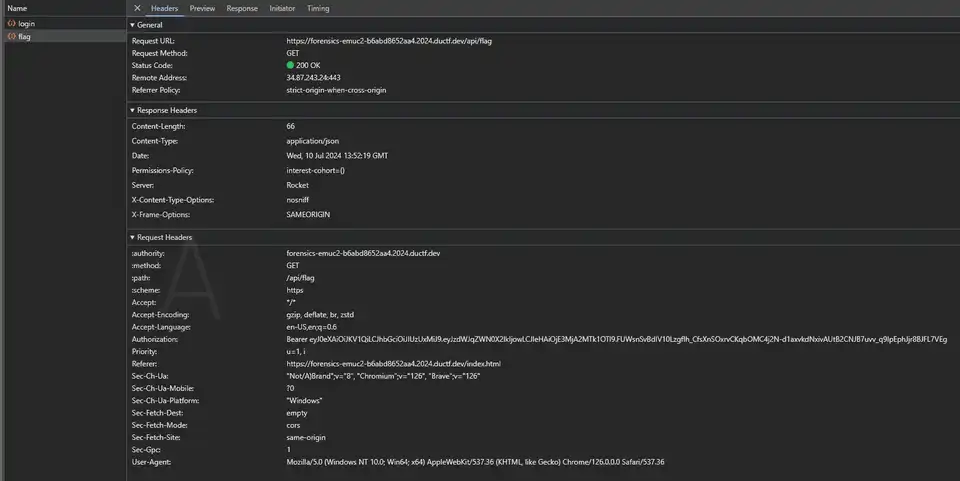 Name
Headers Preview Response Initiator Timing
login
flag
General
Request URL: https://forensics-emuc2-b6abd8652aa4.2024.ductf.dev/api/flag
Request Method: GET
Status Code: 200 OK
Remote Address: 34.87.243.24:443
Referrer Policy: strict-origin-when-cross-origin
Response Headers
Content-Length: 66
Content-Type: application/json
Date: Wed, 10 Jul 2024 13:52:19 GMT
Permissions-Policy: interest-cohort=()
Server: Rocket
X-Content-Type-Options: nosniff
X-Frame-Options: SAMEORIGIN
Request Headers
:authority: forensics-emuc2-b6abd8652aa4.2024.ductf.dev
:method: GET
:path: /api/flag
:scheme: https
Accept: */*
Accept-Encoding: gzip, deflate, br, zstd
Accept-Language: en-US,en;q=0.6
Authorization: Bearer
Priority: u=1, i
Referer: https://forensics-emuc2-b6abd8652aa4.2024.ductf.dev/index.html
Sec-Ch-Ua: "Not/A)Brand";v="8", "Chromium";v="126", "Brave";v="126"
Sec-Ch-Ua-Mobile: ?0
Sec-Ch-Ua-Platform: "Windows"
Sec-Fetch-Dest: empty
Sec-Fetch-Mode: cors
Sec-Fetch-Site: same-origin
Sec-Gpc: 1
User-Agent: Mozilla/5.0 (Windows NT 10.0; Win64; x64) AppleWebKit/537.36 (KHTML, like Gecko) Chrome/126.0.0.0 Safari/537.36